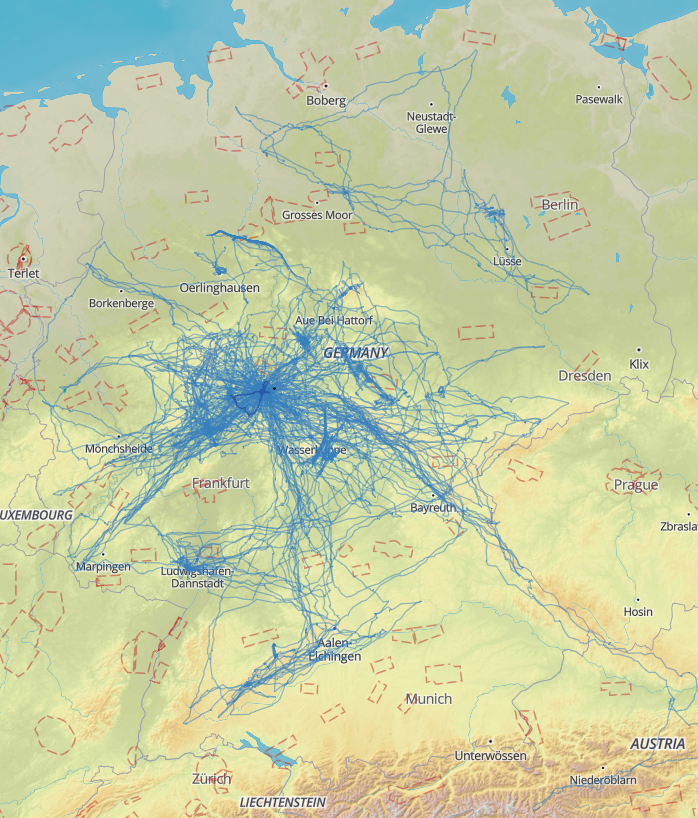 Boberg
Pasewalk
Neustadt-
Glewe
Berlin
Grosses Moor
Lüsse
Terlet
Oerlinghausen
Borkenberge
Aue Bei Hattorf
GERMANY
Klix
Dresden
Mönchsheide
Wasserkuppe
Frankfurt
Prague
Bayreuth
UXEMBOURG
Zbrasla
Marpingen
Ludwigshafen-
Dannstadt
Hosin
Aalen-
Elchingen
Munich
AUSTRIA
Unterwössen
Zürich
Niederöblarn
LIECHTENSTEIN